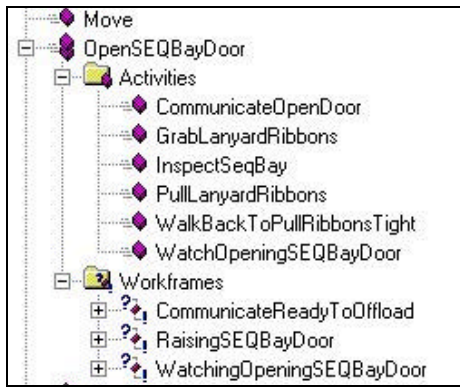 Move
OpenSEQBayDoor
Activities
CommunicateOpenDoor
GrabLanyardRibbons
InspectSeqBay
PullLanyardRibbons
WalkBackToPullRibbonsTight
WatchOpeningSEQBayDoor
Workframes
CommunicateReadyToOffload
RaisingSEQBayDoor
WatchingOpeningSEQBayDoor